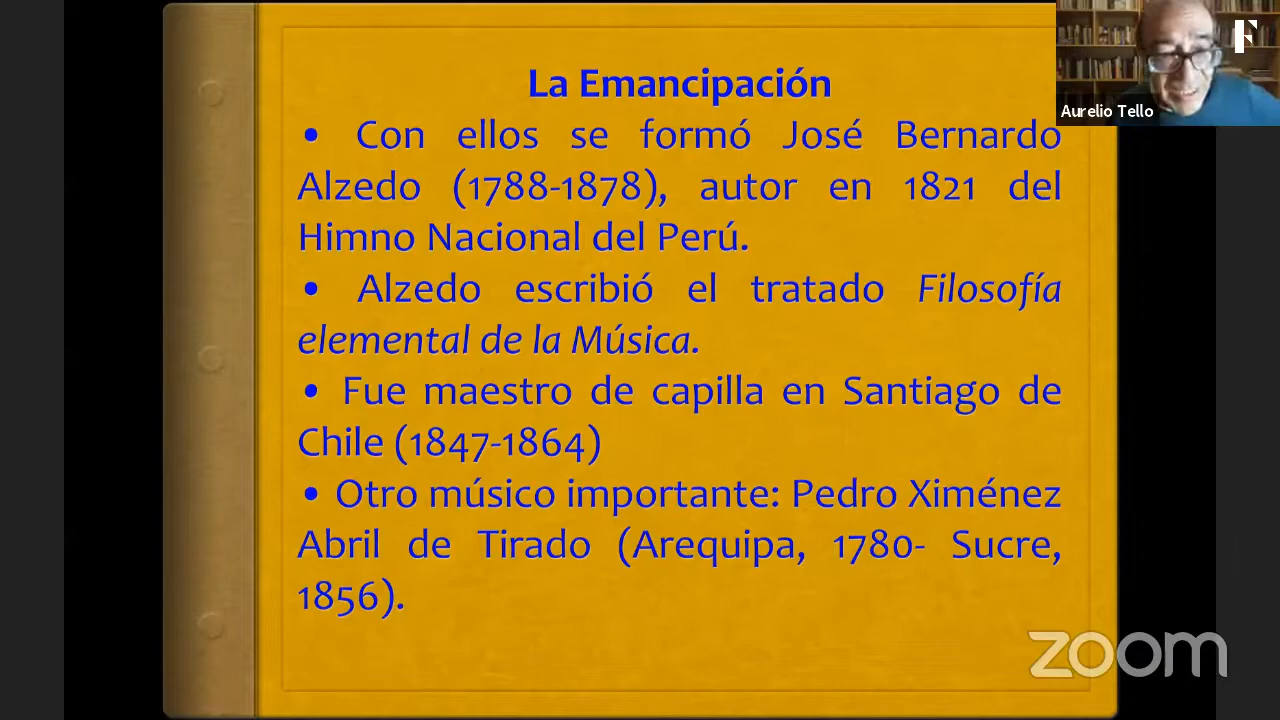 La Emancipación
• Con ellos se formó José Bernardo
Alzedo (1788-1878), autor en 1821 del
Himno Nacional del Perú.
• Alzedo escribió el tratado Filosofía
elemental de la Música.
• Fue maestro de capilla en Santiago de
Chile (1847-1864)
• Otro músico importante: Pedro Ximénez
Abril de Tirado (Arequipa, 1780- Sucre,
1856).
F
Aurelio Tello
zoom